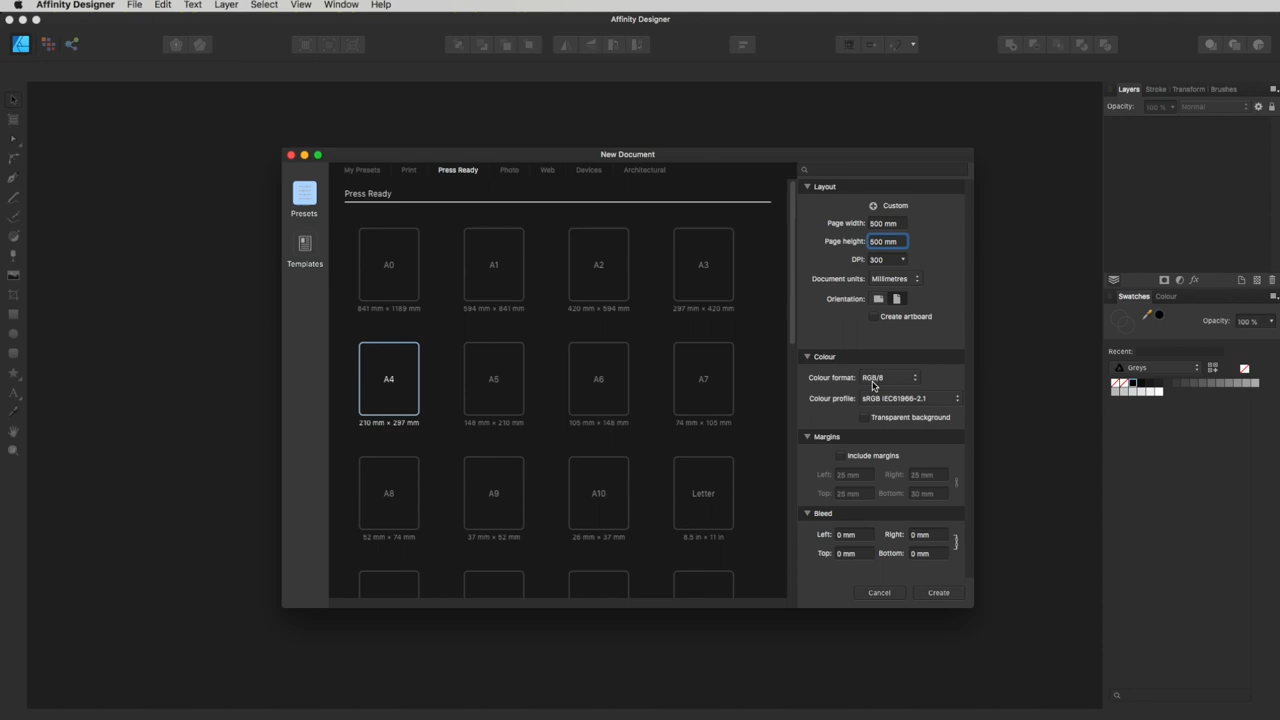 Affinity Designer File Edit Text Layer Select View Window Help
Affinity Designer
Layers Stroke Transform Brushes
Opacity: 100 % Normal
New Document
My Presets Print Press Ready Photo Web Devices Architectural
Presets
Templates
Press Ready
A0 A1 A2 A3
841 mm × 1189 mm 594 mm × 841 mm 420 mm × 594 mm 297 mm × 420 mm
A4 A5 A6 A7
210 mm × 297 mm 148 mm × 210 mm 105 mm × 148 mm 74 mm × 105 mm
A8 A9 A10 Letter
52 mm × 74 mm 37 mm × 52 mm 26 mm × 37 mm 8.5 in × 11 in
Layout
Custom
Page width: 500 mm
Page height: 500 mm
DPI: 300
Document units: Millimetres
Orientation:
Create artboard
Colour
Colour format: RGB/8
Colour profile: sRGB IEC61966-2.1
Transparent background
Margins
Include margins
Left: 25 mm Right: 25 mm
Top: 25 mm Bottom: 30 mm
Bleed
Left: 0 mm Right: 0 mm
Top: 0 mm Bottom: 0 mm
Cancel Create
Swatches Colour
Opacity: 100 %
Recent:
Greys